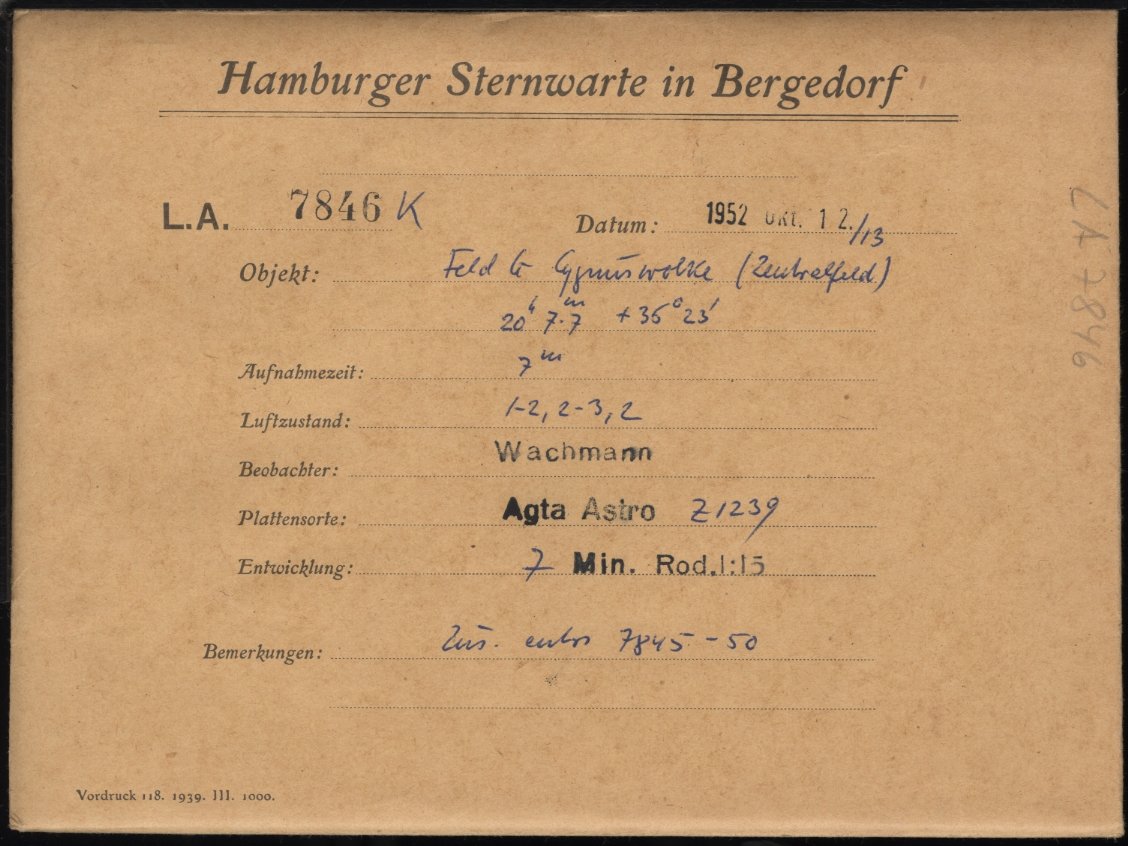 Hamburger Sternwarte in Bergedorf
L.A. 7846 K
Datum: 1952 Okt. 12./13
Objekt: Feld Cygnuswolke (Zentralfeld)
20ʰ 7.ᵐ7 +35° 23'
Aufnahmezeit: 7ᵐ
Luftzustand: 1-2, 2-3, 2
Beobachter: Wachmann
Plattensorte: Agfa Astro Z1239
Entwicklung: 7 Min. Rod. 1:15
Bemerkungen: Zus. entw 7845-50
Vordruck 118. 1939. III. 1000.
LA 7846